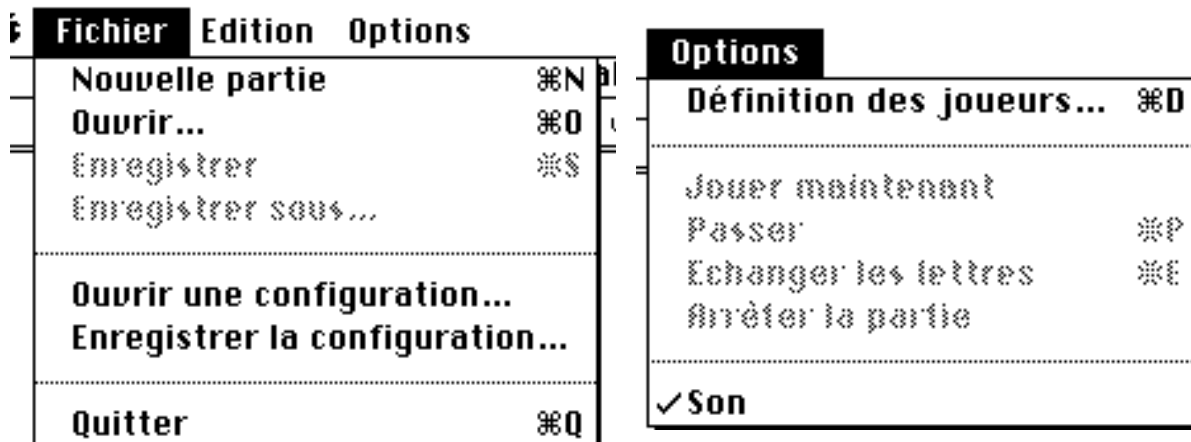 Fichier Edition Options
Nouvelle partie ⌘N
Ouvrir... ⌘O
Enregistrer ⌘S
Enregistrer sous...
Ouvrir une configuration...
Enregistrer la configuration...
Quitter ⌘Q
Options
Définition des joueurs... ⌘D
Jouer maintenant
Passer ⌘P
Echanger les lettres ⌘E
Arrêter la partie
✓Son